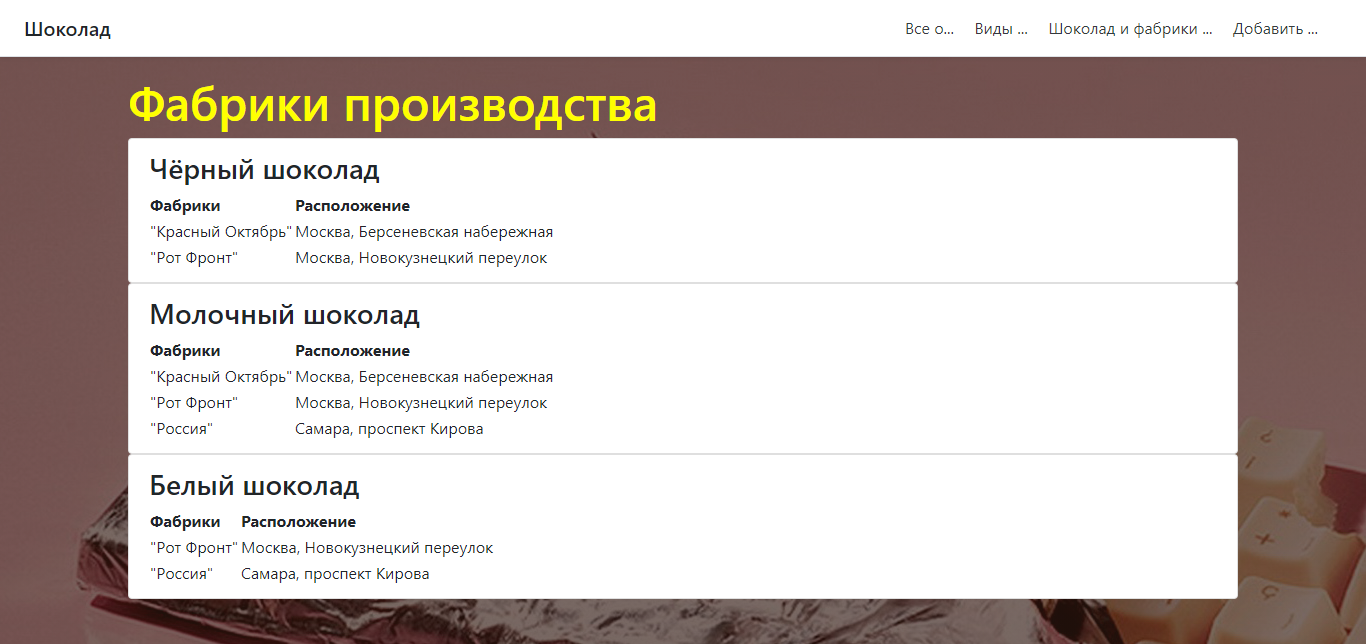 Шоколад Все о... Виды ... Шоколад и фабрики ... Добавить ...
Фабрики производства
Чёрный шоколад
Фабрики Расположение
"Красный Октябрь" Москва, Берсеневская набережная
"Рот Фронт" Москва, Новокузнецкий переулок
Молочный шоколад
Фабрики Расположение
"Красный Октябрь" Москва, Берсеневская набережная
"Рот Фронт" Москва, Новокузнецкий переулок
"Россия" Самара, проспект Кирова
Белый шоколад
Фабрики Расположение
"Рот Фронт" Москва, Новокузнецкий переулок
"Россия" Самара, проспект Кирова